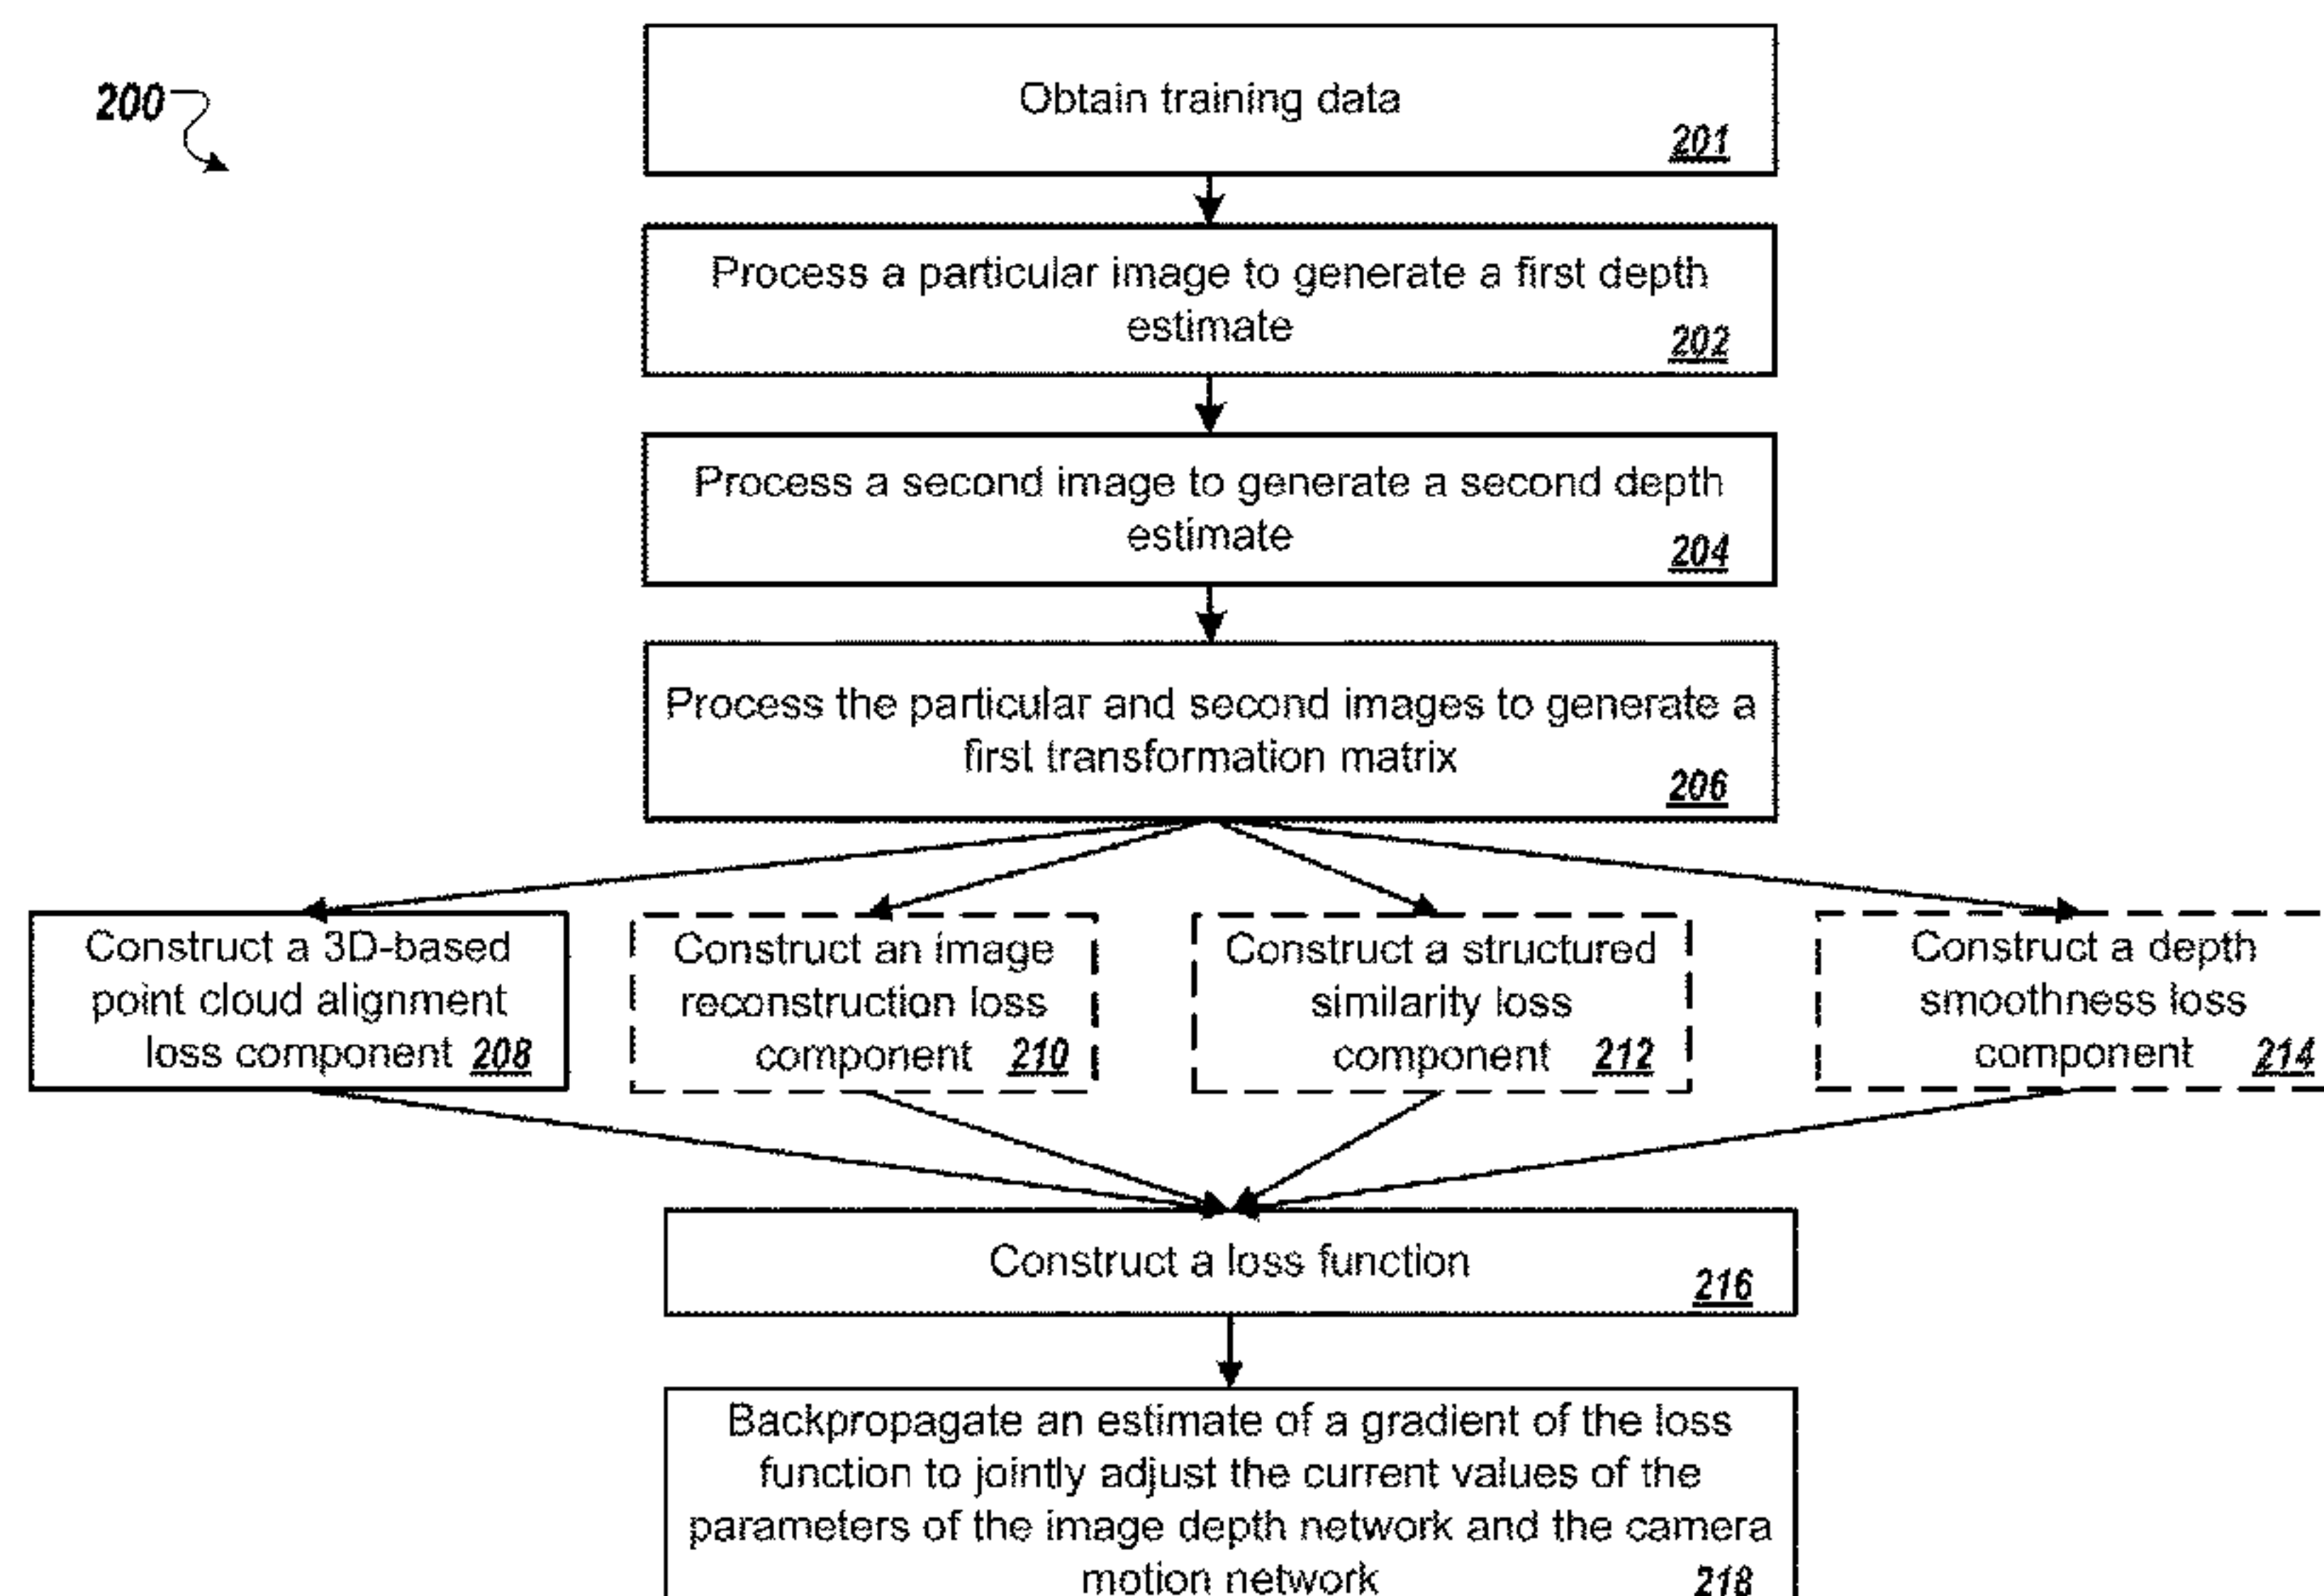 200
Obtain training data
201
Process a particular image to generate a first depth
estimate
202
Process a second image to generate a second depth
estimate
204
Process the particular and second images to generate a
first transformation matrix
206
Construct a 3D-based
point cloud alignment
loss component 208
Construct an image
reconstruction loss
component 210
Construct a structured
similarity loss
component 212
Construct a depth
smoothness loss
component 214
Construct a loss function
216
Backpropagate an estimate of a gradient of the loss
function to jointly adjust the current values of the
parameters of the image depth network and the camera
motion network
218